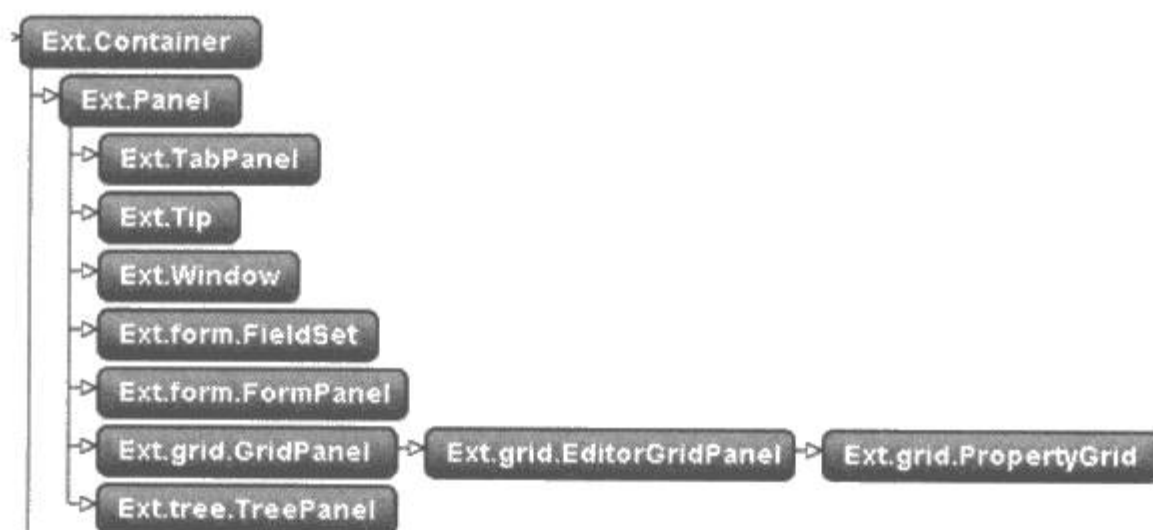 Ext.Container
Ext.Panel
Ext.TabPanel
Ext.Tip
Ext.Window
Ext.form.FieldSet
Ext.form.FormPanel
Ext.grid.GridPanel Ext.grid.EditorGridPanel Ext.grid.PropertyGrid
Ext.tree.TreePanel